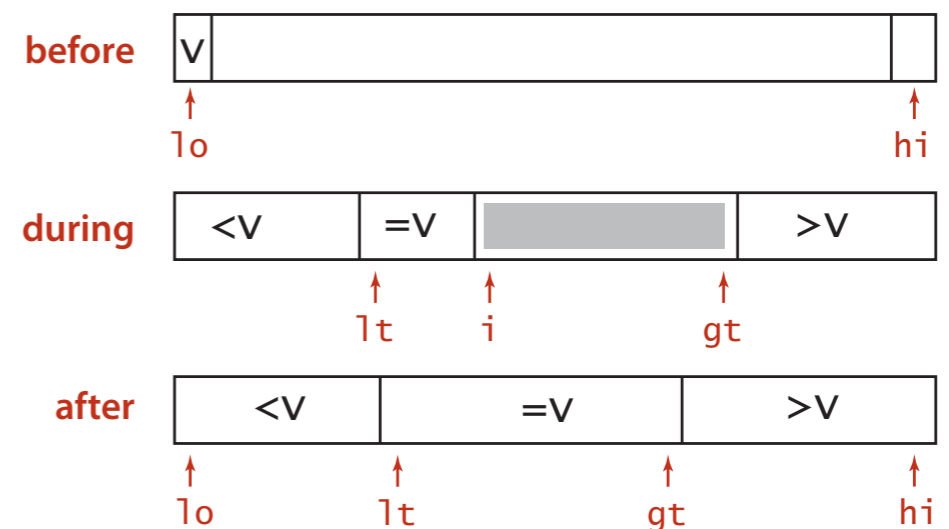 before V
lo hi
during <V =V >V
lt i gt
after <V =V >V
lo lt gt hi